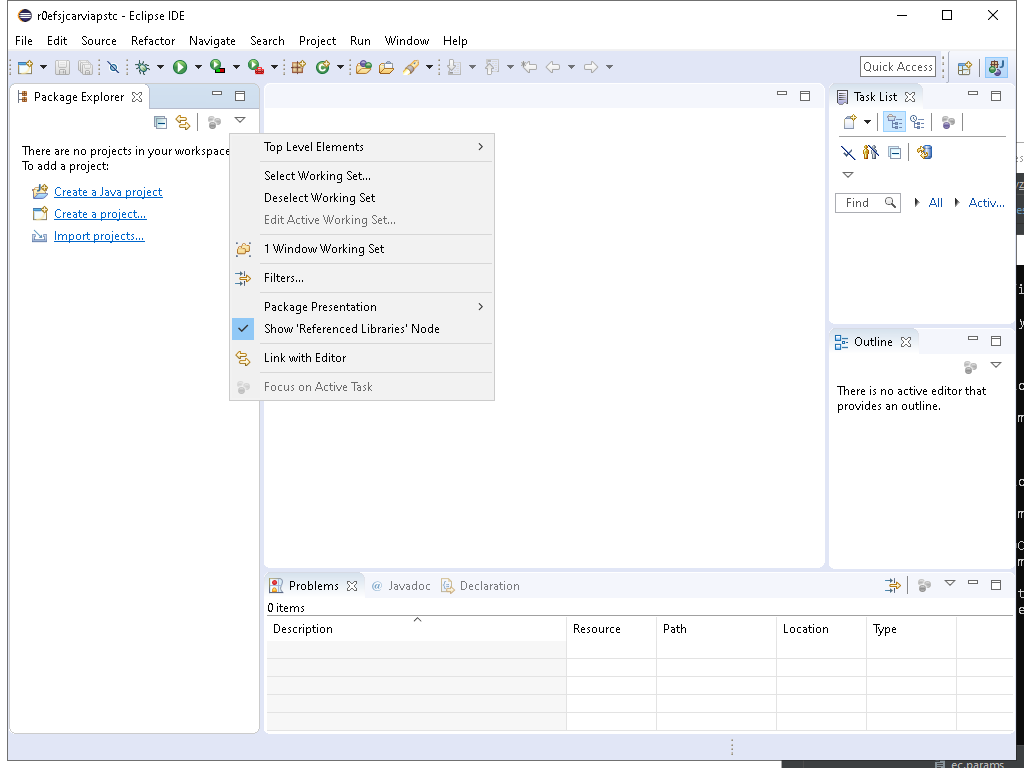 r0efsjcarviapstc - Eclipse IDE
File Edit Source Refactor Navigate Search Project Run Window Help
Quick Access
Package Explorer
There are no projects in your workspace
To add a project:
Create a Java project
Create a project...
Import projects...
Top Level Elements
Select Working Set...
Deselect Working Set
Edit Active Working Set...
1 Window Working Set
Filters...
Package Presentation
Show 'Referenced Libraries' Node
Link with Editor
Focus on Active Task
Task List
Find
All
Activ...
Outline
There is no active editor that
provides an outline.
Problems @ Javadoc Declaration
0 items
Description Resource Path Location Type
ec.params